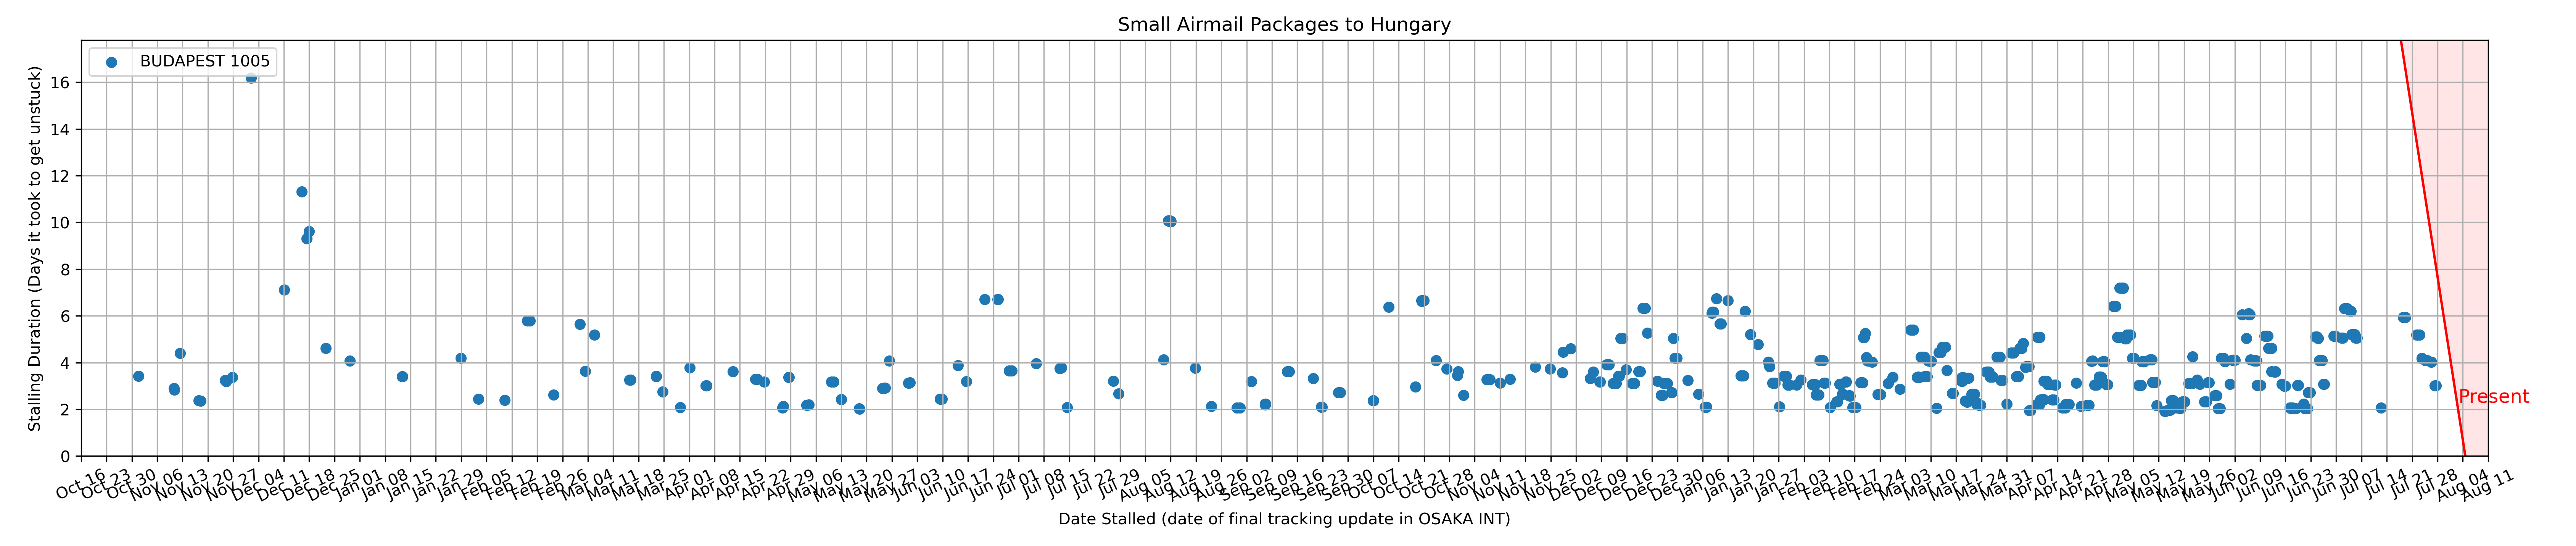 Small Airmail Packages to Hungary
BUDAPEST 1005
Stalling Duration (Days it took to get unstuck)
16
14
12
10
8
6
4
2
0
Present
Oct 16
Oct 23
Oct 30
Nov 06
Nov 13
Nov 20
Nov 27
Dec 04
Dec 11
Dec 18
Dec 25
Jan 01
Jan 08
Jan 15
Jan 22
Jan 29
Feb 05
Feb 12
Feb 19
Feb 26
Mar 04
Mar 11
Mar 18
Mar 25
Apr 01
Apr 08
Apr 15
Apr 22
Apr 29
May 06
May 13
May 20
May 27
Jun 03
Jun 10
Jun 17
Jun 24
Jul 01
Jul 08
Jul 15
Jul 22
Jul 29
Aug 05
Aug 12
Aug 19
Aug 26
Sep 02
Sep 09
Sep 16
Sep 23
Sep 30
Oct 07
Oct 14
Oct 21
Oct 28
Nov 04
Nov 11
Nov 18
Nov 25
Dec 02
Dec 09
Dec 16
Dec 23
Dec 30
Jan 06
Jan 13
Jan 20
Jan 27
Feb 03
Feb 10
Feb 17
Feb 24
Mar 03
Mar 10
Mar 17
Mar 24
Mar 31
Apr 07
Apr 14
Apr 21
Apr 28
May 05
May 12
May 19
May 26
Jun 02
Jun 09
Jun 16
Jun 23
Jun 30
Jul 07
Jul 14
Jul 21
Jul 28
Aug 04
Aug 11
Date Stalled (date of final tracking update in OSAKA INT)